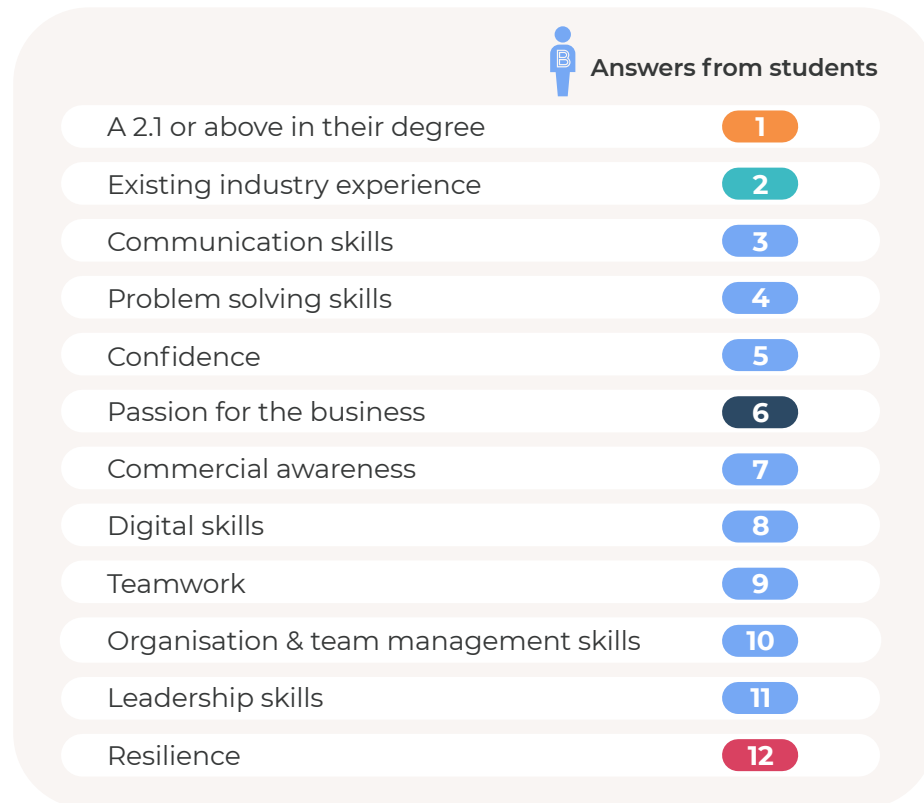 B
Answers from students
A 2.1 or above in their degree 1
Existing industry experience 2
Communication skills 3
Problem solving skills 4
Confidence 5
Passion for the business 6
Commercial awareness 7
Digital skills 8
Teamwork 9
Organisation & team management skills 10
Leadership skills 11
Resilience 12